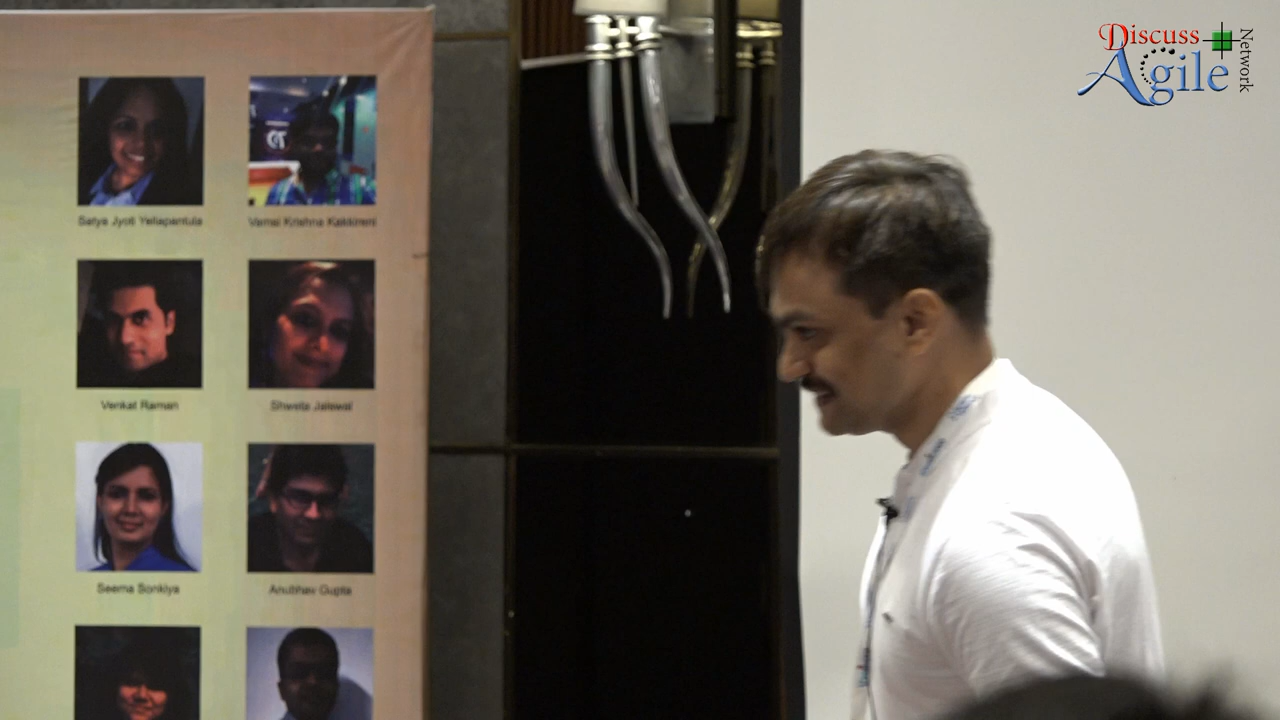 Discuss
Agile
Network
Satya Jyoti Yellapantula
Vamsi Krishna Kakkireni
Venkat Raman
Shweta Jaiswal
Seema Sonkiya
Anubhav Gupta